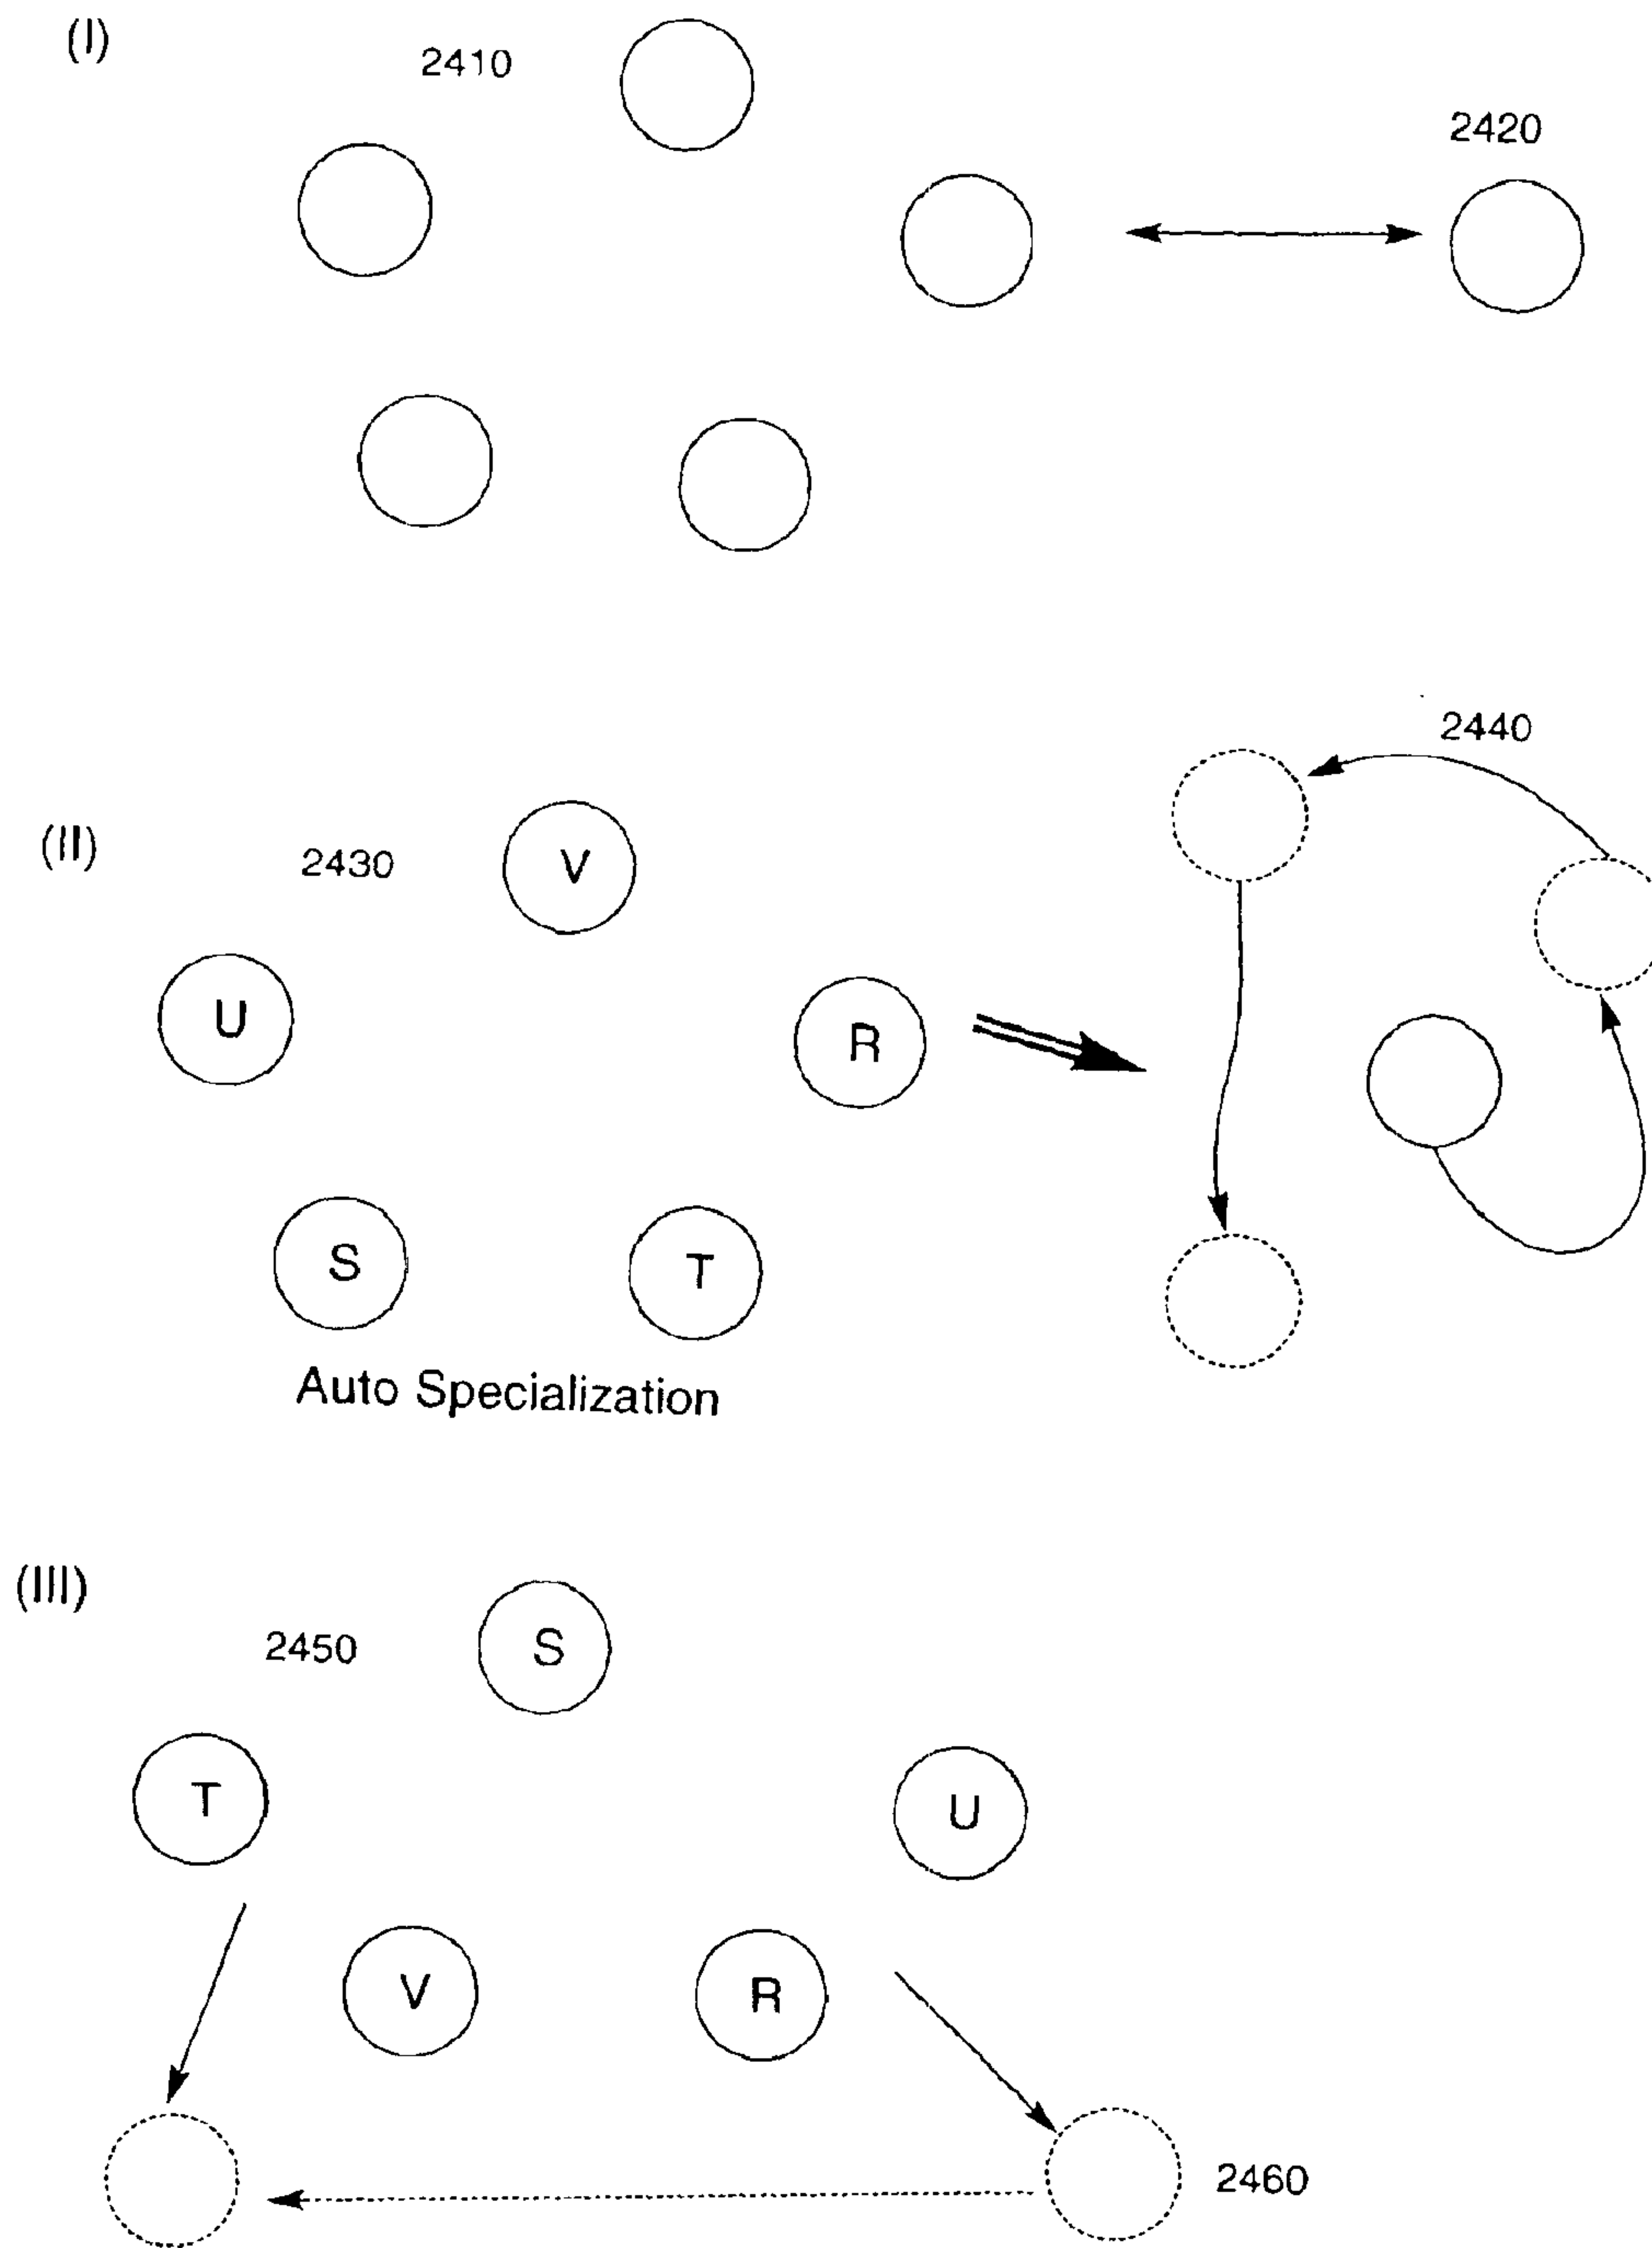 (I)
2410
2420
2440
(II)
2430
V
U
R
S
T
Auto Specialization
(III)
2450
S
T
U
V
R
2460